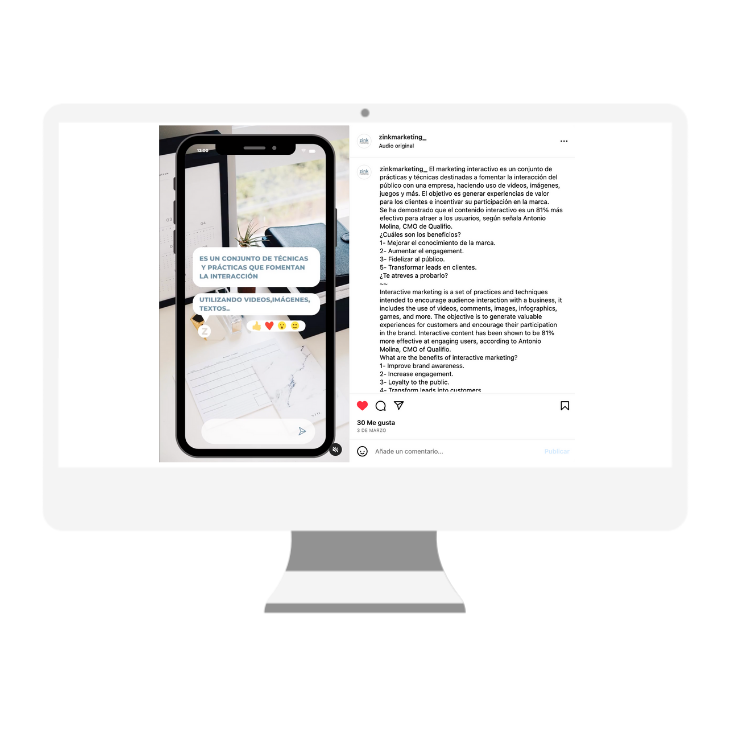 12:00
ES UN CONJUNTO DE TÉCNICAS
Y PRÁCTICAS QUE FOMENTAN
LA INTERACCIÓN
UTILIZANDO VIDEOS,IMÁGENES,
TEXTOS..
zinkmarketing_
Audio original
zinkmarketing_ El marketing interactivo es un conjunto de
prácticas y técnicas destinadas a fomentar la interacción del
público con una empresa, haciendo uso de videos, imágenes,
juegos y más. El objetivo es generar experiencias de valor
para los clientes e incentivar su participación en la marca.
Se ha demostrado que el contenido interactivo es un 81% más
efectivo para atraer a los usuarios, según señala Antonio
Molina, CMO de Qualifio.
¿Cuáles son los beneficios?
1- Mejorar el conocimiento de la marca.
2- Aumentar el engagement.
3- Fidelizar al público.
5- Transformar leads en clientes.
¿Te atreves a probarlo?
~~
Interactive marketing is a set of practices and techniques
intended to encourage audience interaction with a business, it
includes the use of videos, comments, images, infographics,
games, and more. The objective is to generate valuable
experiences for customers and encourage their participation
in the brand. Interactive content has been shown to be 81%
more effective at engaging users, according to Antonio
Molina, CMO of Qualifio.
What are the benefits of interactive marketing?
1- Improve brand awareness.
2- Increase engagement.
3- Loyalty to the public.
4- Transform leads into customers
30 Me gusta
3 DE MARZO
Añade un comentario...
Publicar